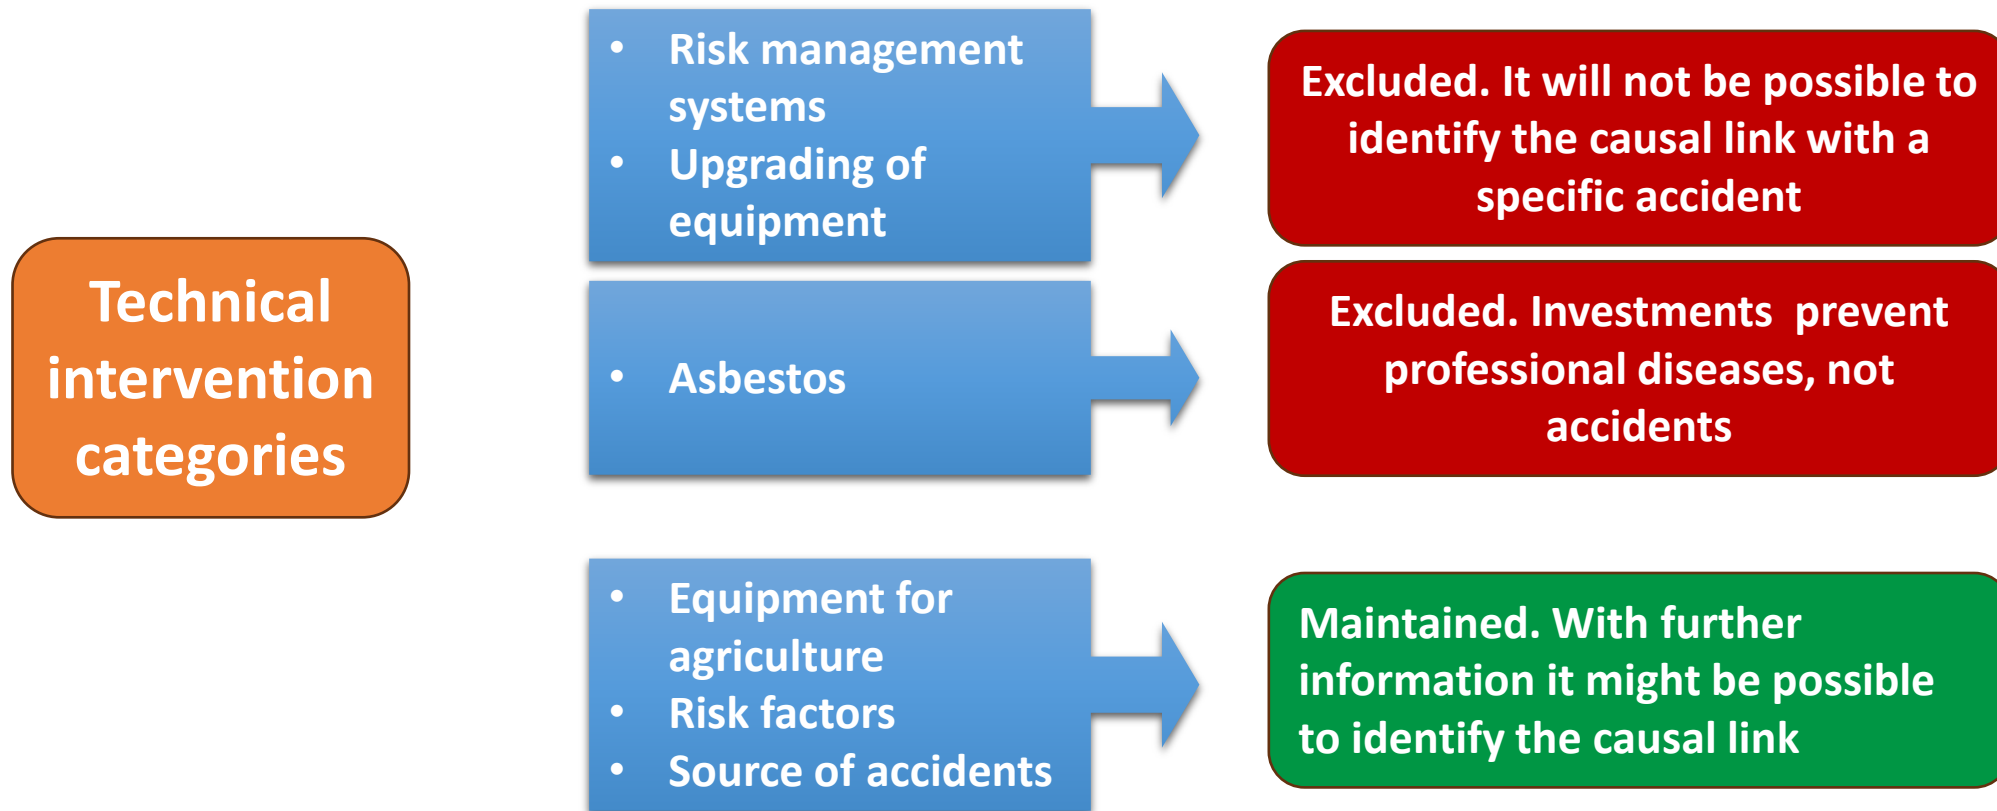 Technical
intervention
categories
• Risk management
systems
• Upgrading of
equipment
Excluded. It will not be possible to
identify the causal link with a
specific accident
• Asbestos
Excluded. Investments  prevent
professional diseases, not
accidents
• Equipment for
agriculture
• Risk factors
• Source of accidents
Maintained. With further
information it might be possible
to identify the causal link